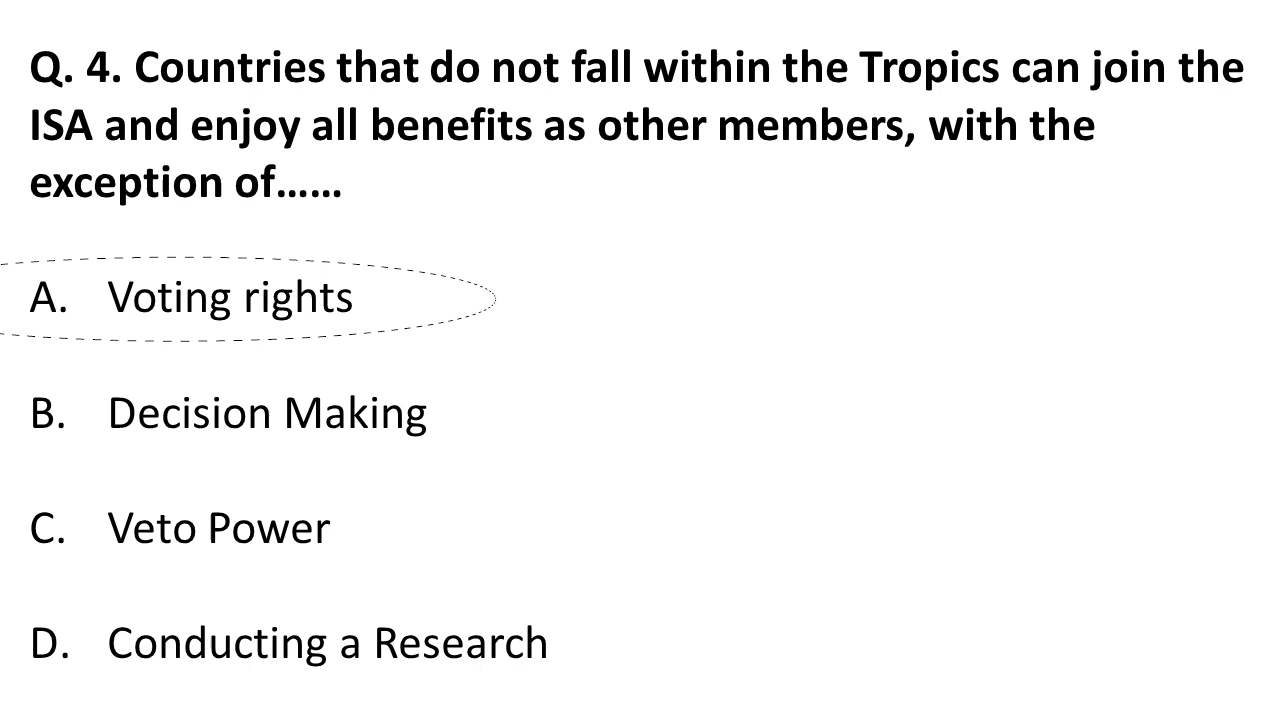 Q. 4. Countries that do not fall within the Tropics can join the
ISA and enjoy all benefits as other members, with the
exception of……
A. Voting rights
B. Decision Making
C. Veto Power
D. Conducting a Research